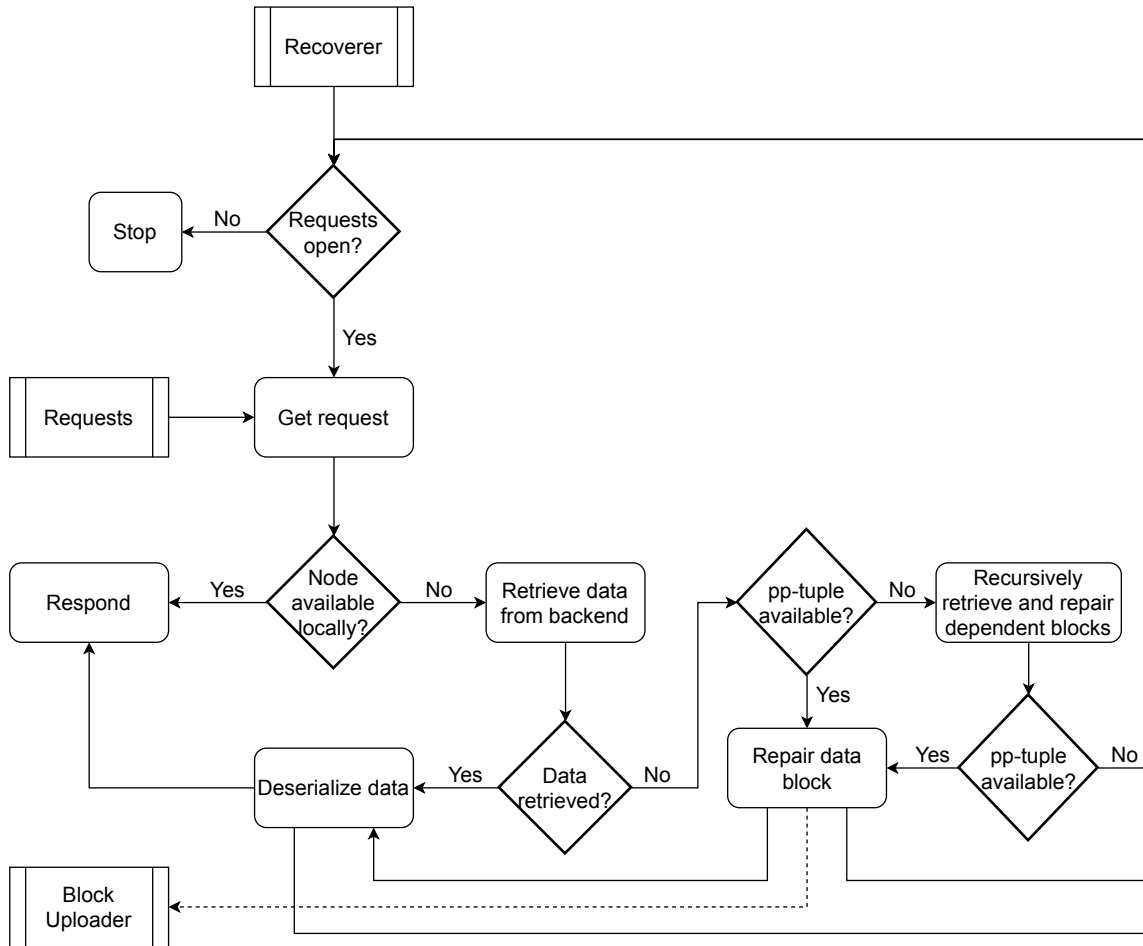 Recoverer
Requests
open?
No
Stop
Yes
Requests
Get request
Node
available
locally?
Yes
Respond
No
Retrieve data
from backend
pp-tuple
available?
No
Recursively
retrieve and repair
dependent blocks
Yes
Data
retrieved?
Yes
Deserialize data
No
Repair data
block
Yes
pp-tuple
available?
No
Block
Uploader